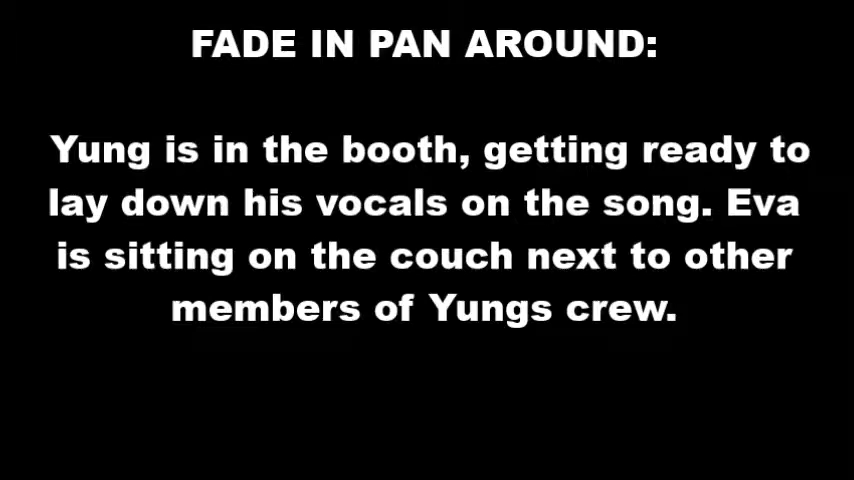 FADE IN PAN AROUND:
Yung is in the booth, getting ready to
lay down his vocals on the song. Eva
is sitting on the couch next to other
members of Yungs crew.